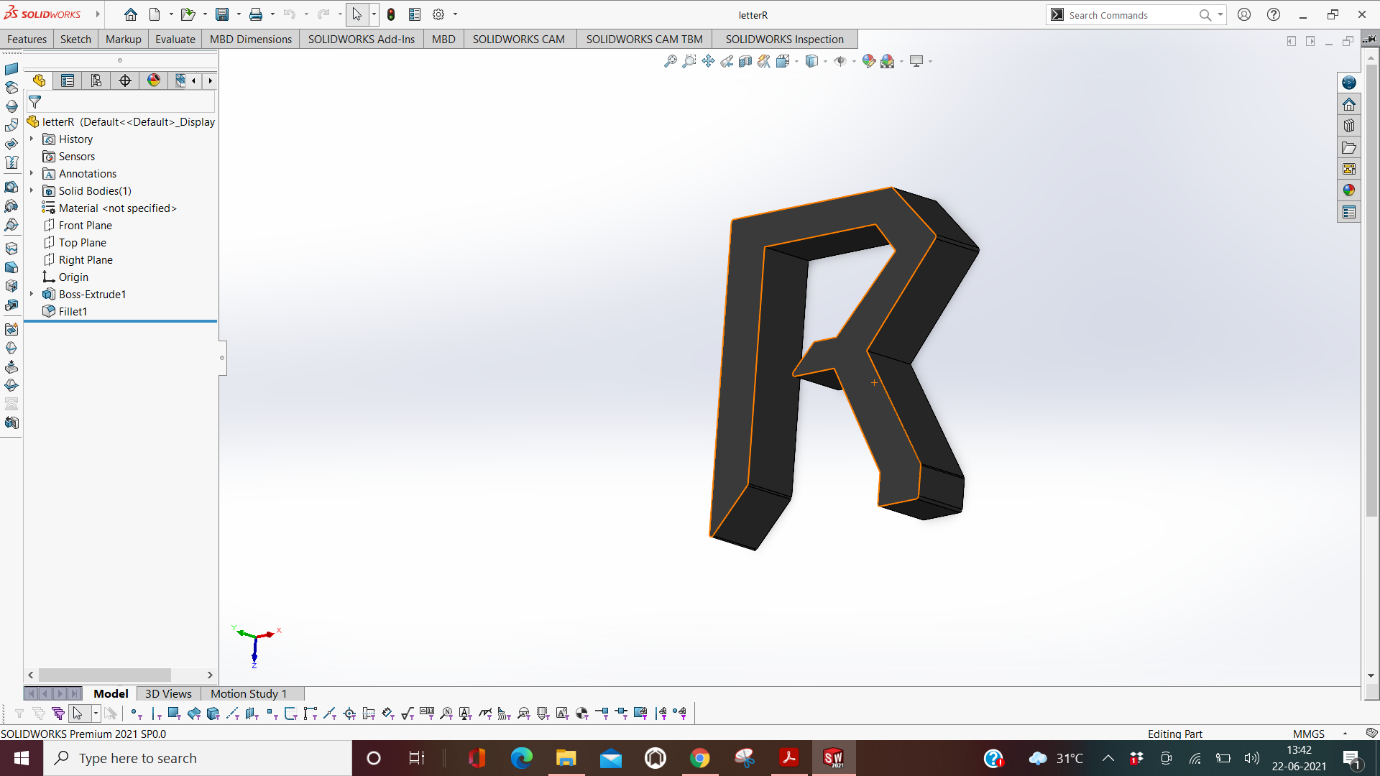 SOLIDWORKS
letterR
Search Commands
Features Sketch Markup Evaluate MBD Dimensions SOLIDWORKS Add-Ins MBD SOLIDWORKS CAM SOLIDWORKS CAM TBM SOLIDWORKS Inspection
letterR (Default<<Default>_Display
History
Sensors
Annotations
Solid Bodies(1)
Material <not specified>
Front Plane
Top Plane
Right Plane
Origin
Boss-Extrude1
Fillet1
Y X
Z
Model 3D Views Motion Study 1
SOLIDWORKS Premium 2021 SP0.0 Editing Part MMGS
Type here to search 31°C 13:42
22-06-2021